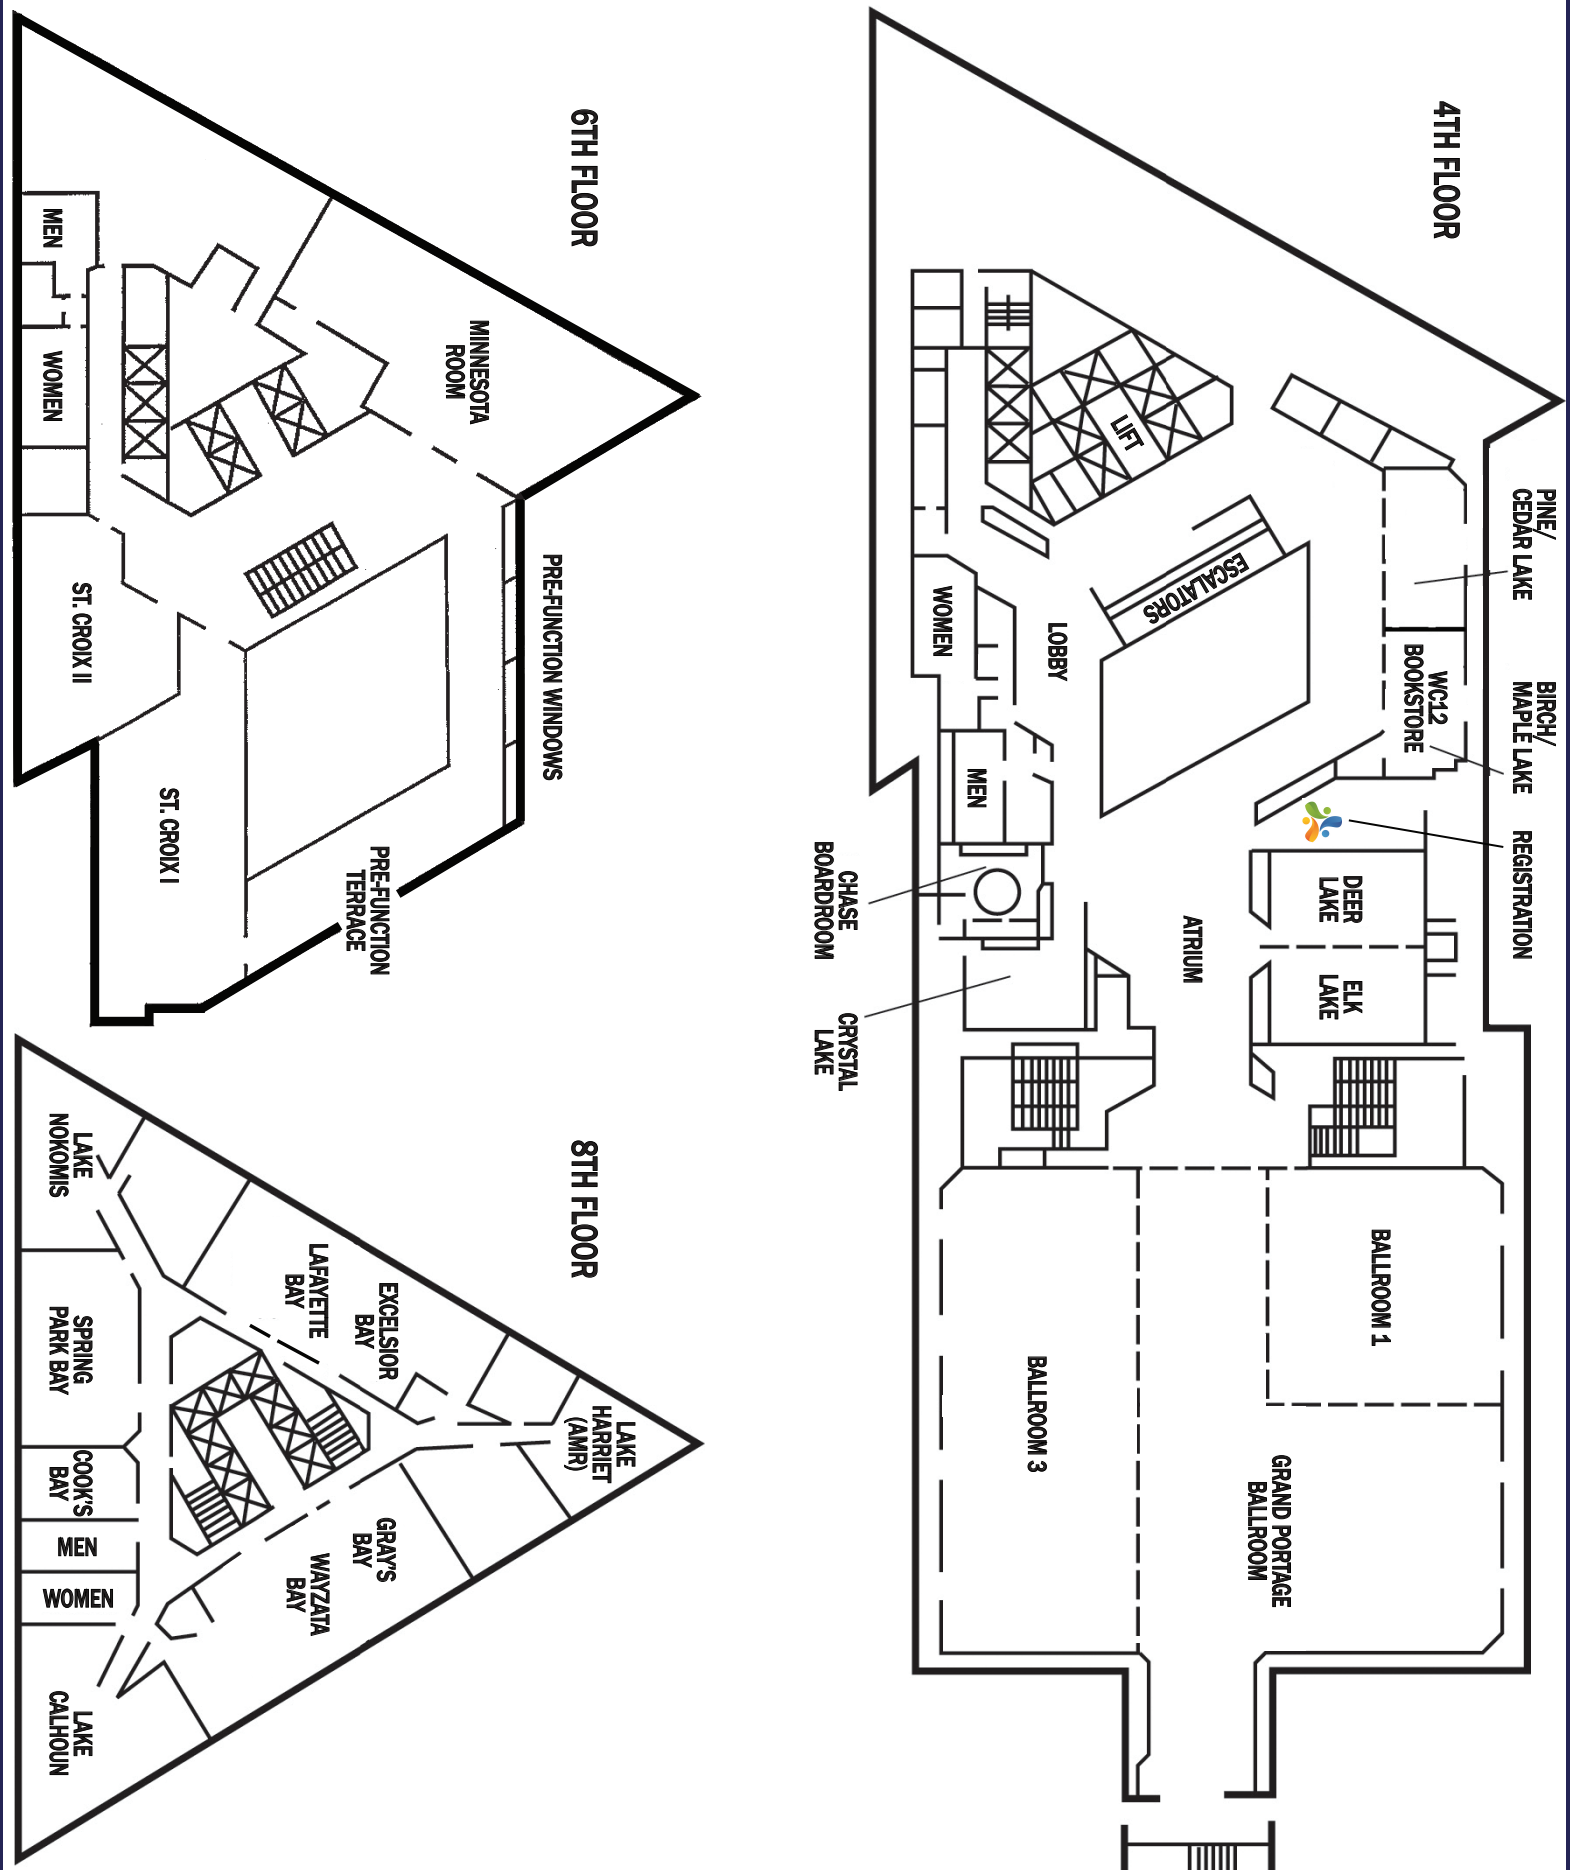 4TH FLOOR
PINE/
CEDAR LAKE
BIRCH/
MAPLE LAKE
REGISTRATION
WC12
BOOKSTORE
LIFT
ESCALATORS
LOBBY
WOMEN
MEN
DEER
LAKE
ELK
LAKE
ATRIUM
CHASE
BOARDROOM
CRYSTAL
LAKE
BALLROOM 1
GRAND PORTAGE
BALLROOM
BALLROOM 3
6TH FLOOR
MINNESOTA
ROOM
MEN
WOMEN
PRE-FUNCTION WINDOWS
ST. CROIX II
ST. CROIX I
PRE-FUNCTION
TERRACE
8TH FLOOR
LAKE
HARRIET
(AMR)
EXCELSIOR
BAY
LAFAYETTE
BAY
GRAY'S
BAY
WAYZATA
BAY
LAKE
NOKOMIS
SPRING
PARK BAY
COOK'S
BAY
MEN
WOMEN
LAKE
CALHOUN